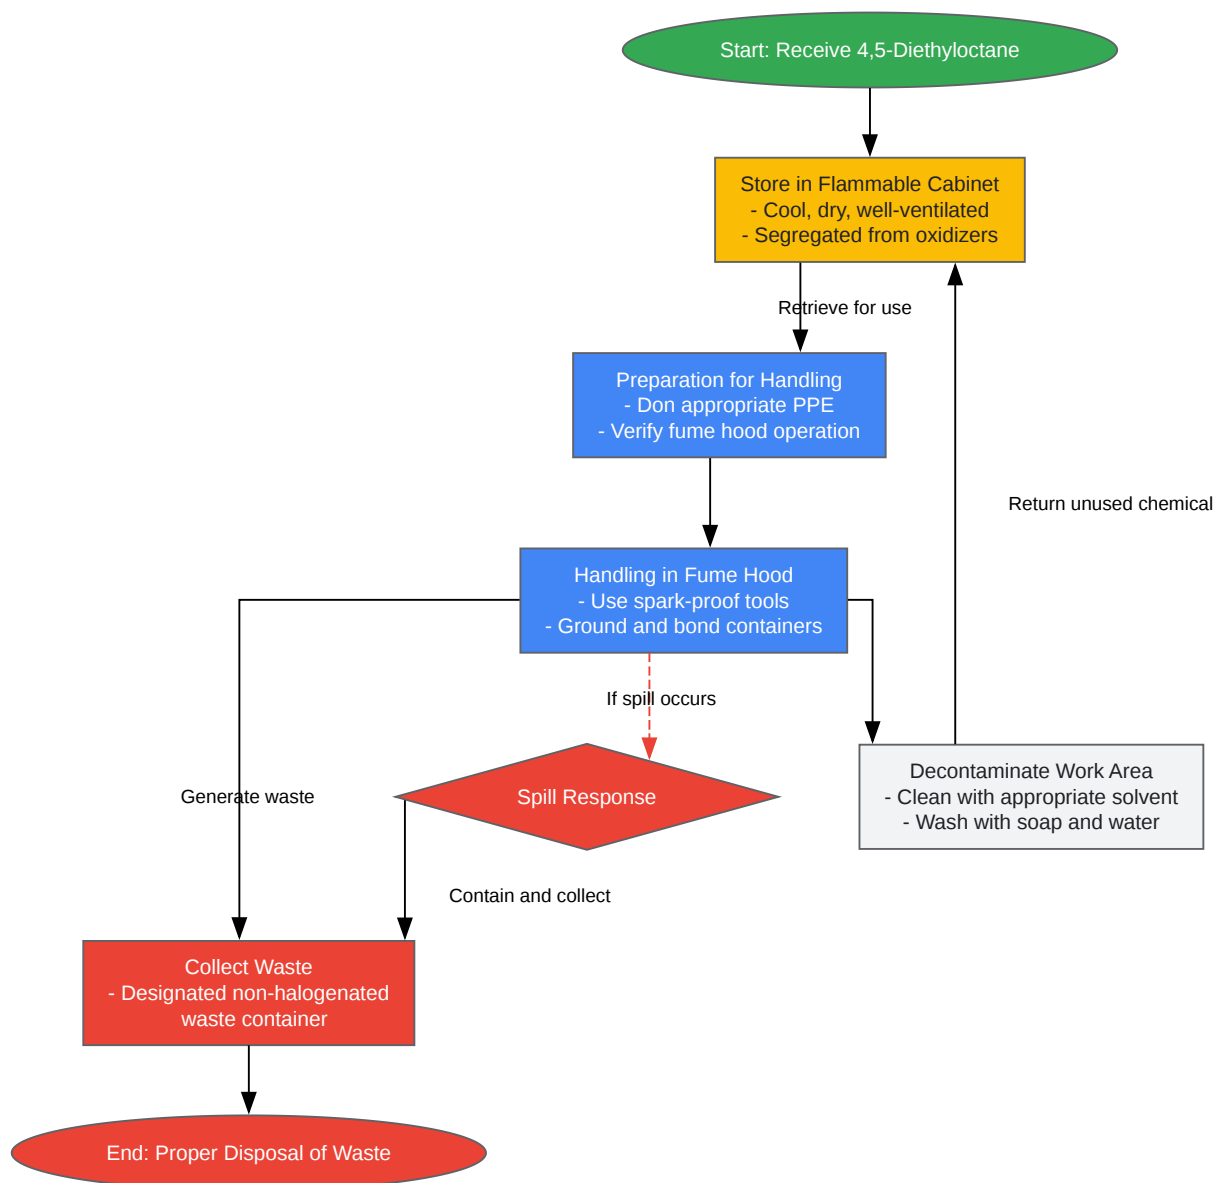 Start: Receive 4,5-Diethyloctane
Store in Flammable Cabinet
- Cool, dry, well-ventilated
- Segregated from oxidizers
Retrieve for use
Preparation for Handling
- Don appropriate PPE
- Verify fume hood operation
Return unused chemical
Handling in Fume Hood
- Use spark-proof tools
- Ground and bond containers
If spill occurs
Generate waste
Spill Response
Decontaminate Work Area
- Clean with appropriate solvent
- Wash with soap and water
Contain and collect
Collect Waste
- Designated non-halogenated
waste container
End: Proper Disposal of Waste